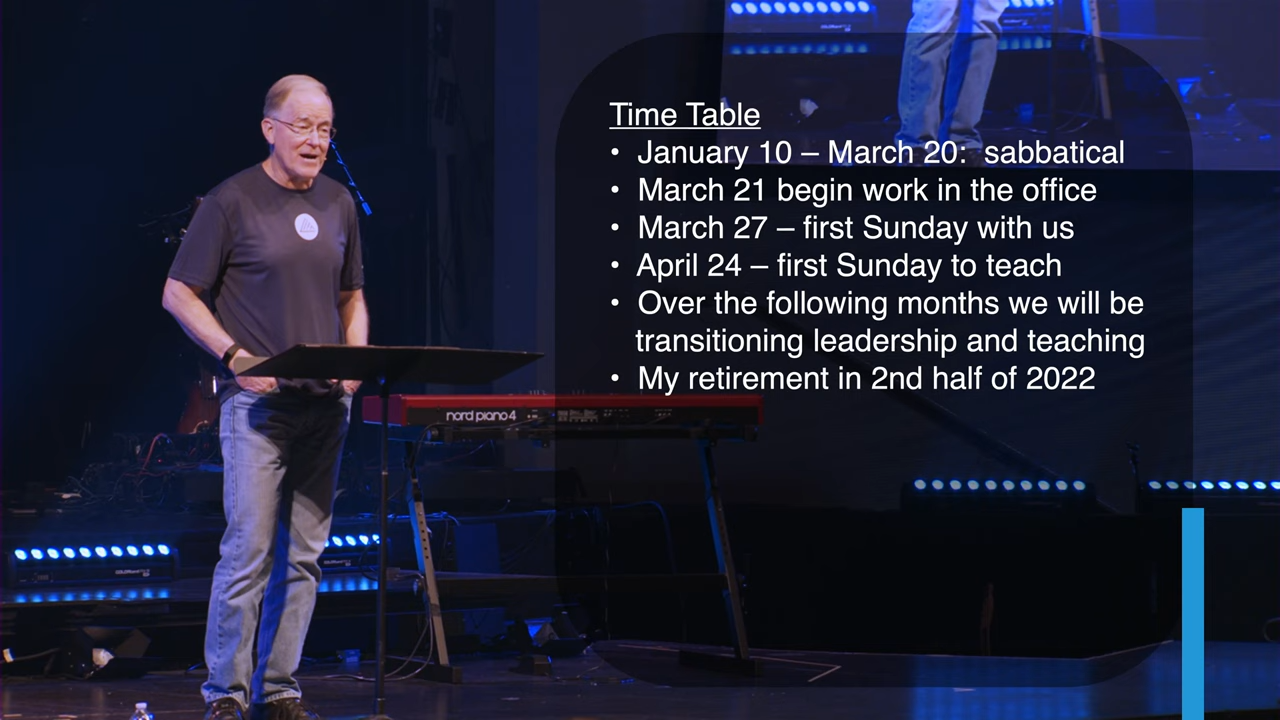 Time Table
• January 10 – March 20:  sabbatical
• March 21 begin work in the office
• March 27 – first Sunday with us
• April 24 – first Sunday to teach
• Over the following months we will be
transitioning leadership and teaching
• My retirement in 2nd half of 2022
nord piano 4